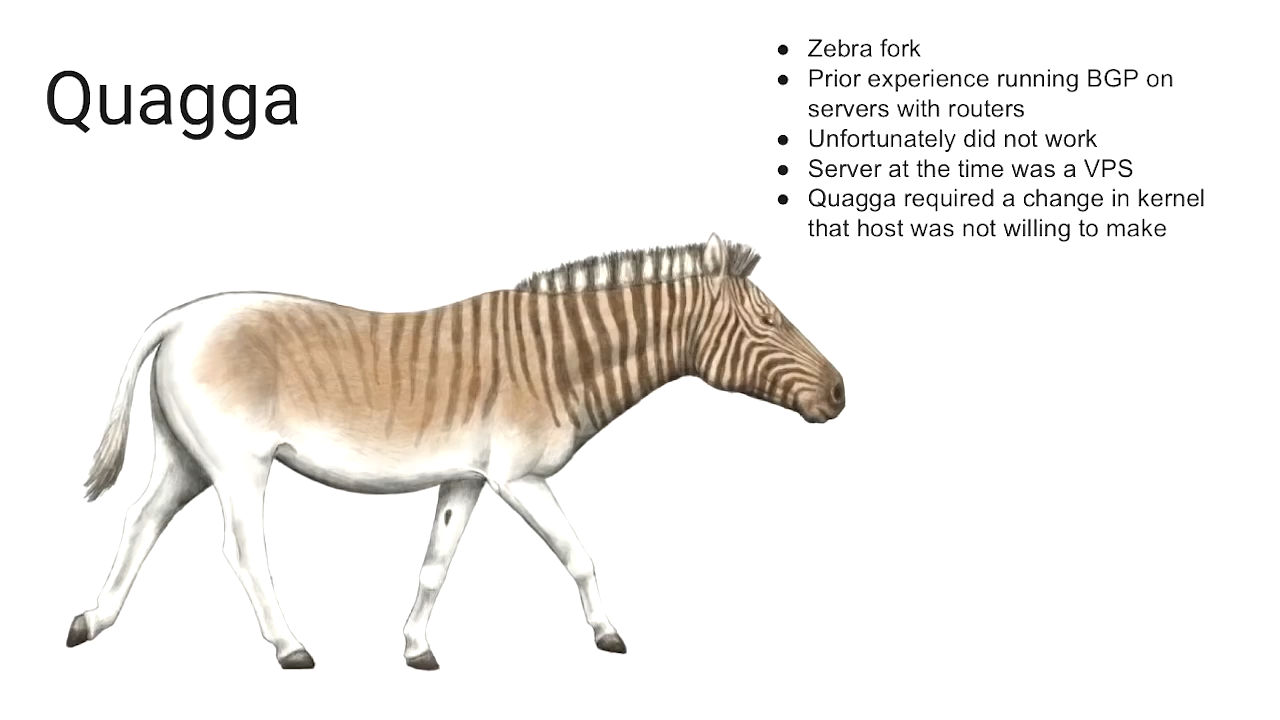 Quagga
● Zebra fork
● Prior experience running BGP on
servers with routers
● Unfortunately did not work
● Server at the time was a VPS
● Quagga required a change in kernel
that host was not willing to make